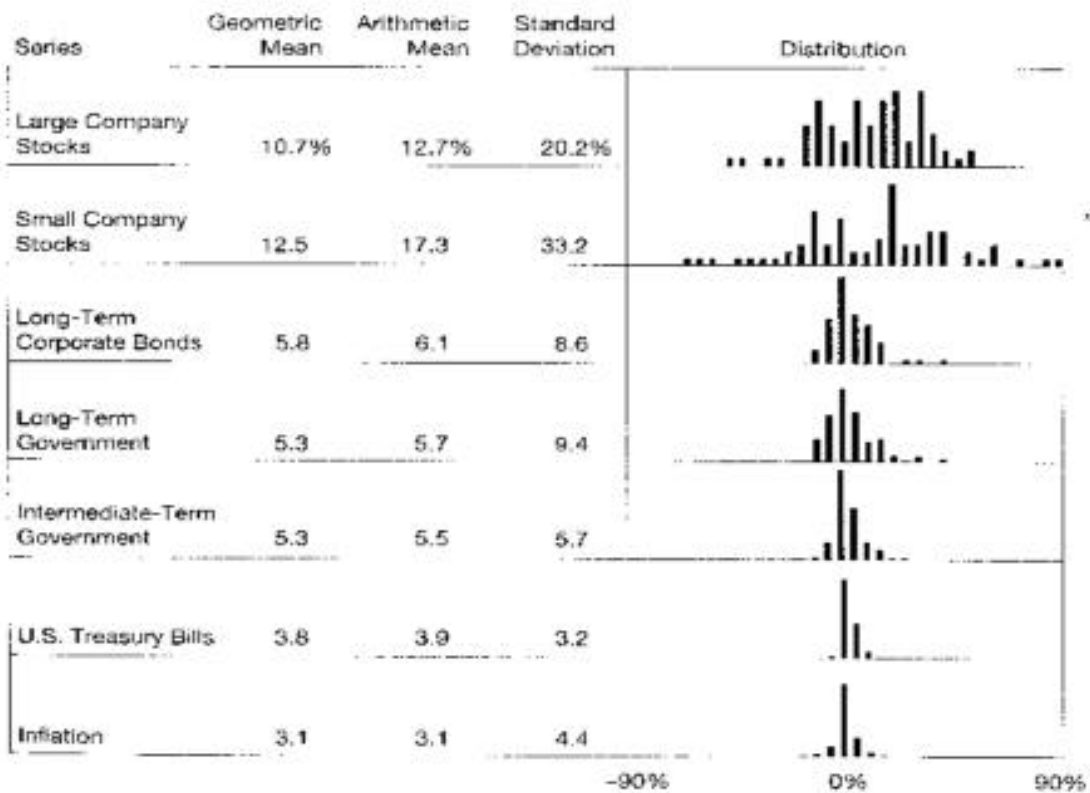 Series Geometric Mean Arithmetic Mean Standard Deviation Distribution
Large Company
Stocks 10.7% 12.7% 20.2%
Small Company
Stocks 12.5 17.3 33.2
Long-Term
Corporate Bonds 5.8 6.1 8.6
Long-Term
Government 5.3 5.7 9.4
Intermediate-Term
Government 5.3 5.5 5.7
U.S. Treasury Bills 3.8 3.9 3.2
Inflation 3.1 3.1 4.4
-90% 0% 90%